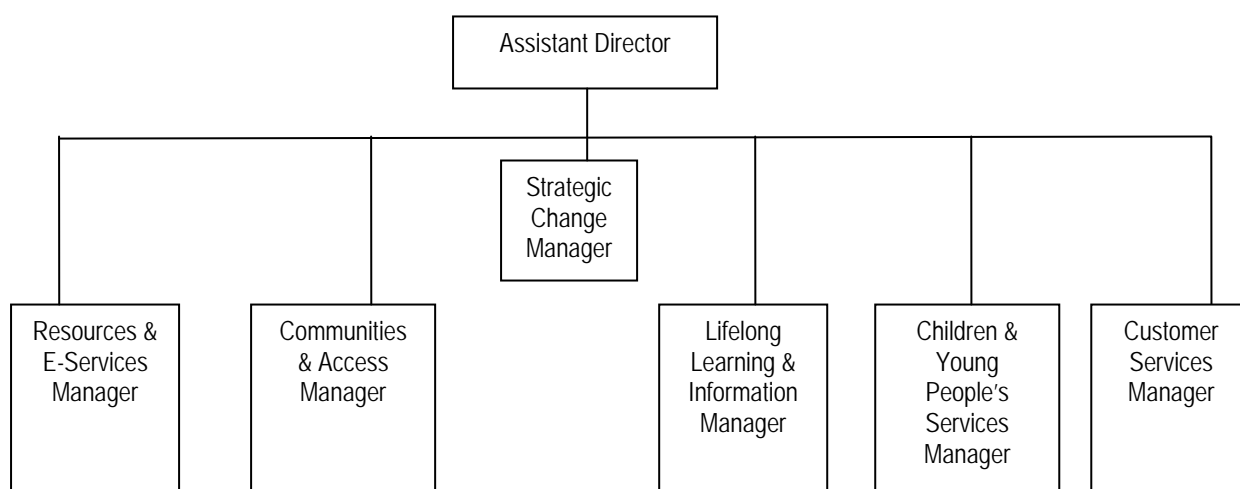 Assistant Director
Strategic
Change
Manager
Resources &
E-Services
Manager
Communities
& Access
Manager
Lifelong
Learning &
Information
Manager
Children &
Young
People's
Services
Manager
Customer
Services
Manager